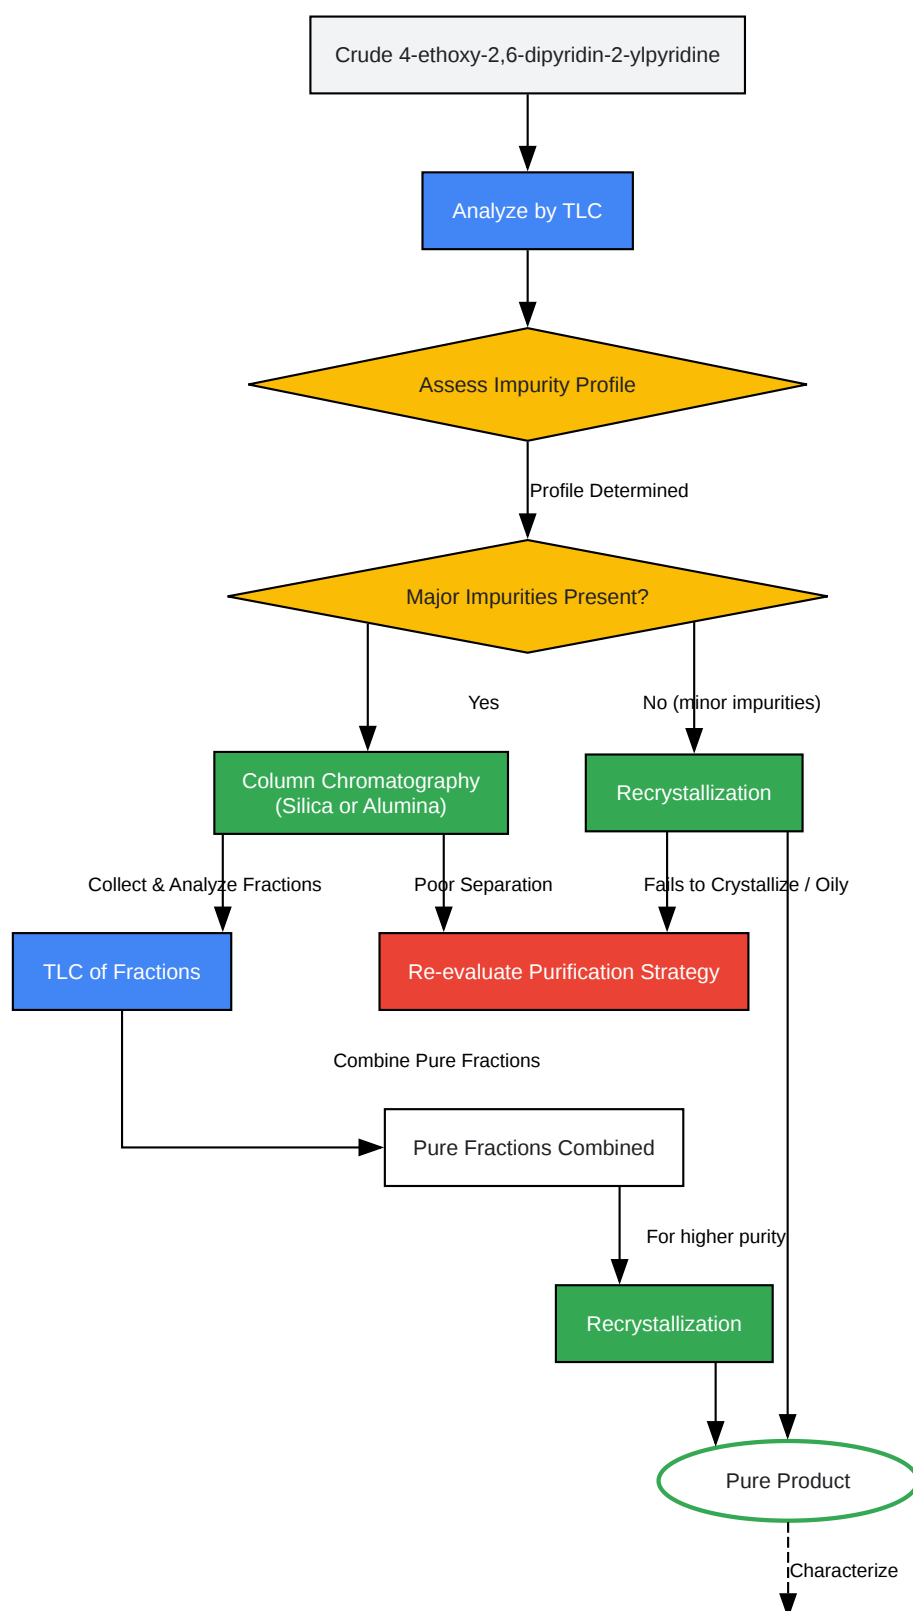 Crude 4-ethoxy-2,6-dipyridin-2-ylpyridine
Analyze by TLC
Assess Impurity Profile
Profile Determined
Major Impurities Present?
Yes
No (minor impurities)
Column Chromatography
(Silica or Alumina)
Recrystallization
Collect & Analyze Fractions
Poor Separation
Fails to Crystallize / Oily
TLC of Fractions
Re-evaluate Purification Strategy
Combine Pure Fractions
Pure Fractions Combined
For higher purity
Recrystallization
Pure Product
Characterize